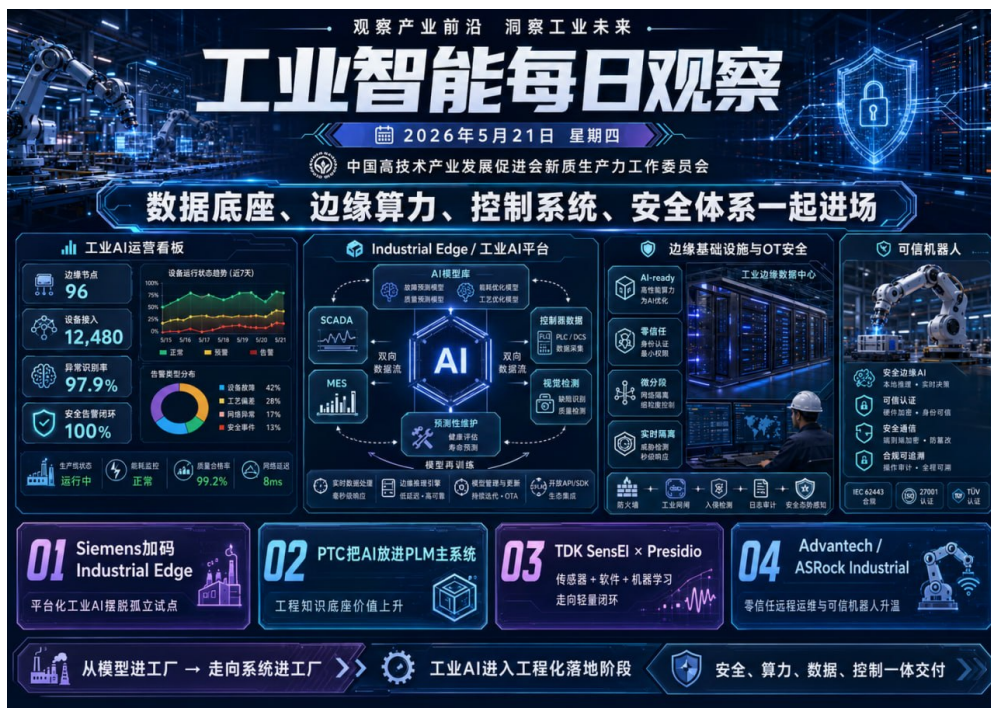 观察产业前沿 洞察工业未来
工业智能每日观察
2026年5月21日 星期四
中国高技术产业发展促进会新质生产力工作委员会
数据底座、边缘算力、控制系统、安全体系一起进场
工业AI运营看板
边缘节点
96
设备接入
12,480
异常识别率
97.9%
安全告警闭环
100%
设备运行状态趋势 (近7天)
100%
75%
50%
25%
0%
5/15 5/16 5/17 5/18 5/19 5/20 5/21
正常 预警 告警
告警类型分布
设备故障 42%
工艺偏差 28%
网络异常 17%
安全事件 13%
生产线状态
运行中
能耗监控
正常
质量合格率
99.2%
网络延迟
8ms
Industrial Edge / 工业AI平台
AI模型库
故障预测模型
能耗优化模型
质量预测模型
工艺优化模型
SCADA
控制器数据
PLC / DCS
数据采集
双向
数据流
AI
双向
数据流
MES
视觉检测
缺陷识别
质量检测
预测性维护
健康评估
寿命预测
模型再训练
实时数据处理
毫秒级响应
边缘推理引擎
低延迟·高可靠
模型管理与更新
持续迭代·OTA
开放API/SDK
生态集成
边缘基础设施与OT安全
AI-ready
高性能算力
为AI优化
零信任
身份认证
最小权限
微分段
网络隔离
细粒度控制
实时隔离
威胁检测
秒级响应
工业边缘数据中心
防火墙
工业网闸
入侵检测
日志审计
安全态势感知
可信机器人
安全边缘AI
本地推理·实时决策
可信认证
硬件加密·身份可信
安全通信
端到端加密·防篡改
合规可追溯
操作审计·全程可溯
IEC 62443
合规
ISO
27001
认证
TÜV
认证
01
Siemens加码
Industrial Edge
平台化工业AI摆脱孤立试点
02
PTC把AI放进PLM主系统
工程知识底座价值上升
03
TDK SensEI × Presidio
传感器+软件+机器学习
走向轻量闭环
04
Advantech /
ASRock Industrial
零信任远程运维与可信机器人升温
从模型进工厂 → 走向系统进工厂
工业AI进入工程化落地阶段
安全、算力、数据、控制一体交付